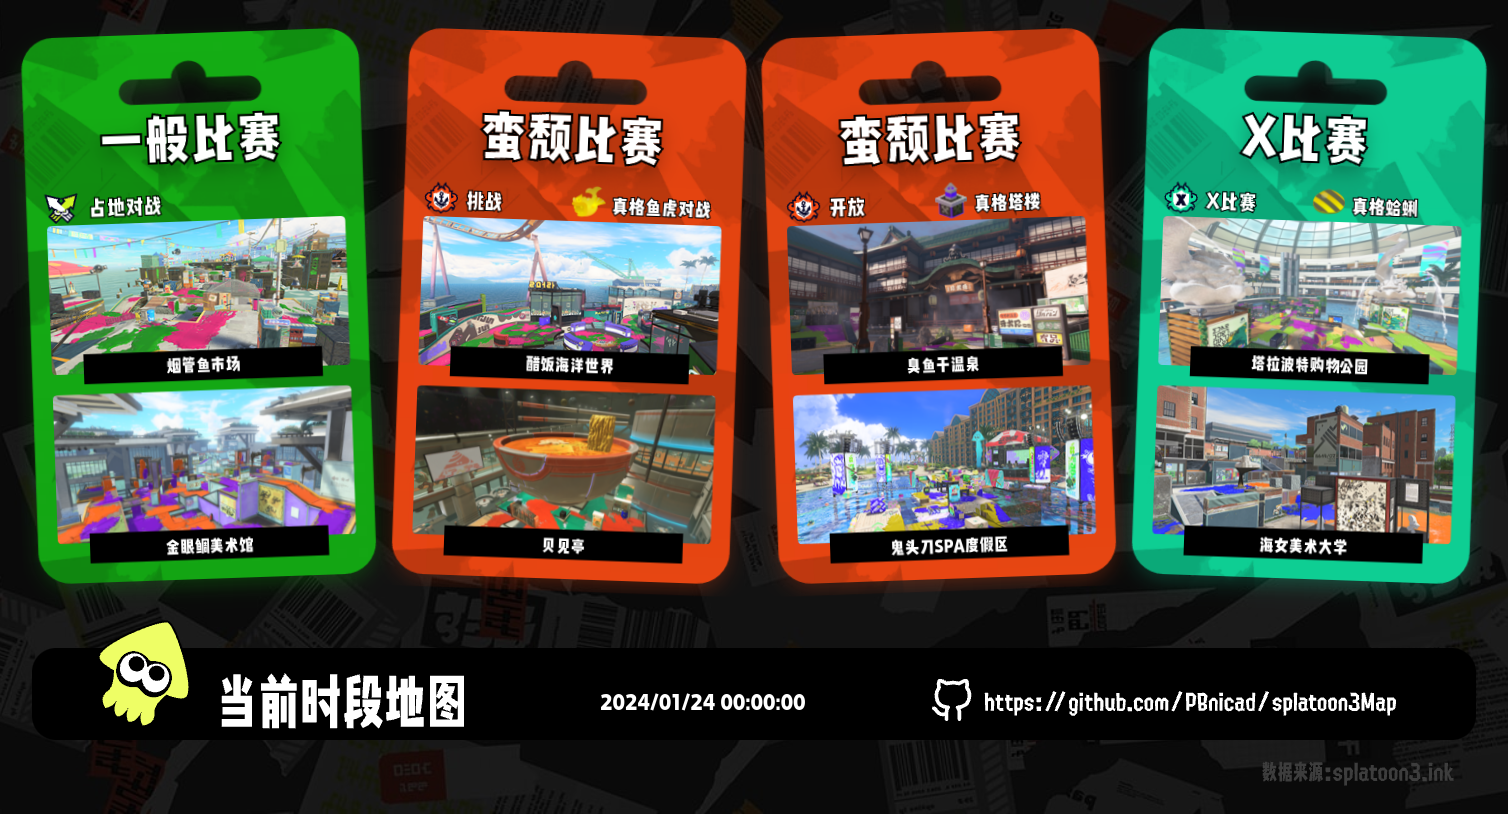 一般比赛
占地对战
烟管鱼市场
金眼鲷美术馆
蛮颓比赛
挑战
真格鱼虎对战
醋饭海洋世界
贝见亭
蛮颓比赛
开放
真格塔楼
臭鱼干温泉
鬼头刀SPA度假区
X比赛
X比赛
真格蛤蜊
塔拉波特购物公园
海女美术大学
当前时段地图
2024/01/24 00:00:00
https://github.com/PBnicad/splatoon3Map
数据来源:splatoon3.ink